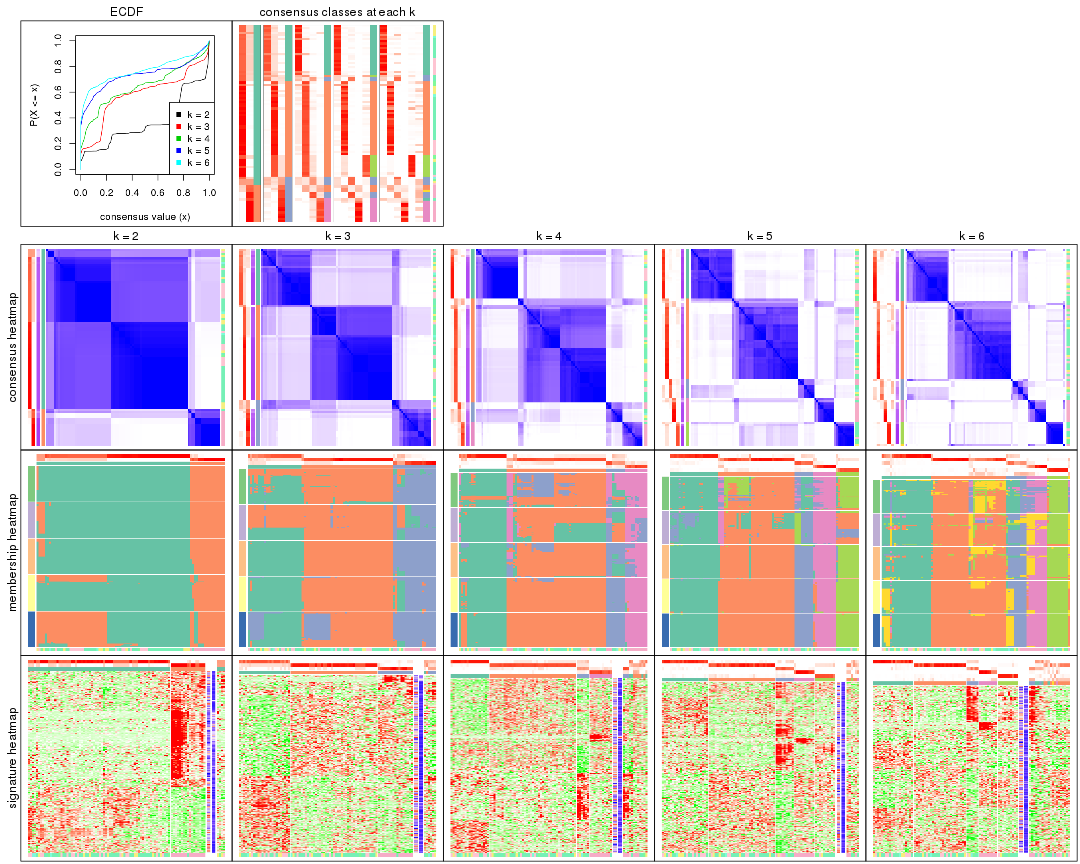 ECDF
consensus classes at each k
P(X <= x)
0.0 0.2 0.4 0.6 0.8 1.0
k = 2
k = 3
k = 4
k = 5
k = 6
0.0 0.2 0.4 0.6 0.8 1.0
consensus value (x)
k = 2 k = 3 k = 4 k = 5 k = 6
consensus heatmap
membership heatmap
signature heatmap